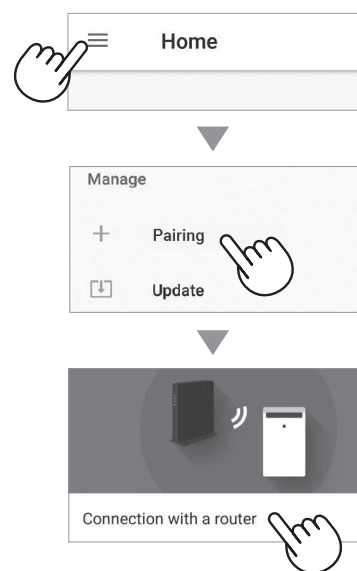 Home
Manage
Pairing
Update
Connection with a router